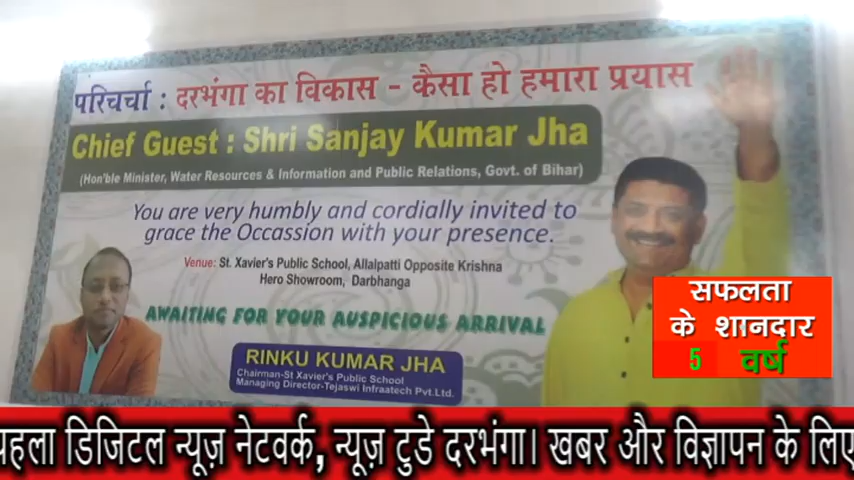 परिचर्चा : दरभंगा का विकास - कैसा हो हमारा प्रयास
Chief Guest : Shri Sanjay Kumar Jha
(Hon'ble Minister, Water Resources & Information and Public Relations, Govt. of Bihar)
You are very humbly and cordially invited to
grace the Occassion with your presence.
Venue: St. Xavier's Public School, Allalpatti Opposite Krishna
Hero Showroom, Darbhanga
AWAITING FOR YOUR AUSPICIOUS ARRIVAL
RINKU KUMAR JHA
Chairman-St Xavier's Public School
Managing Director-Tejaswi Infraatech Pvt.Ltd.
सफलता
के शानदार
5 वर्ष
पहला डिजिटल न्यूज़ नेटवर्क, न्यूज़ टुडे दरभंगा। खबर और विज्ञापन के लिए